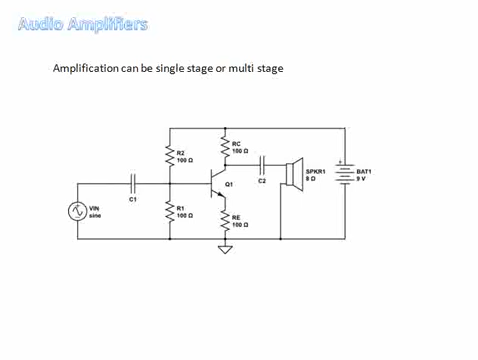 Audio Amplifiers
Amplification can be single stage or multi stage
RC
100 Ω
R2
100 Ω
SPKR1
8 Ω
BAT1
9 V
+
Q1
C2
C1
VIN
sine
R1
100 Ω
RE
100 Ω